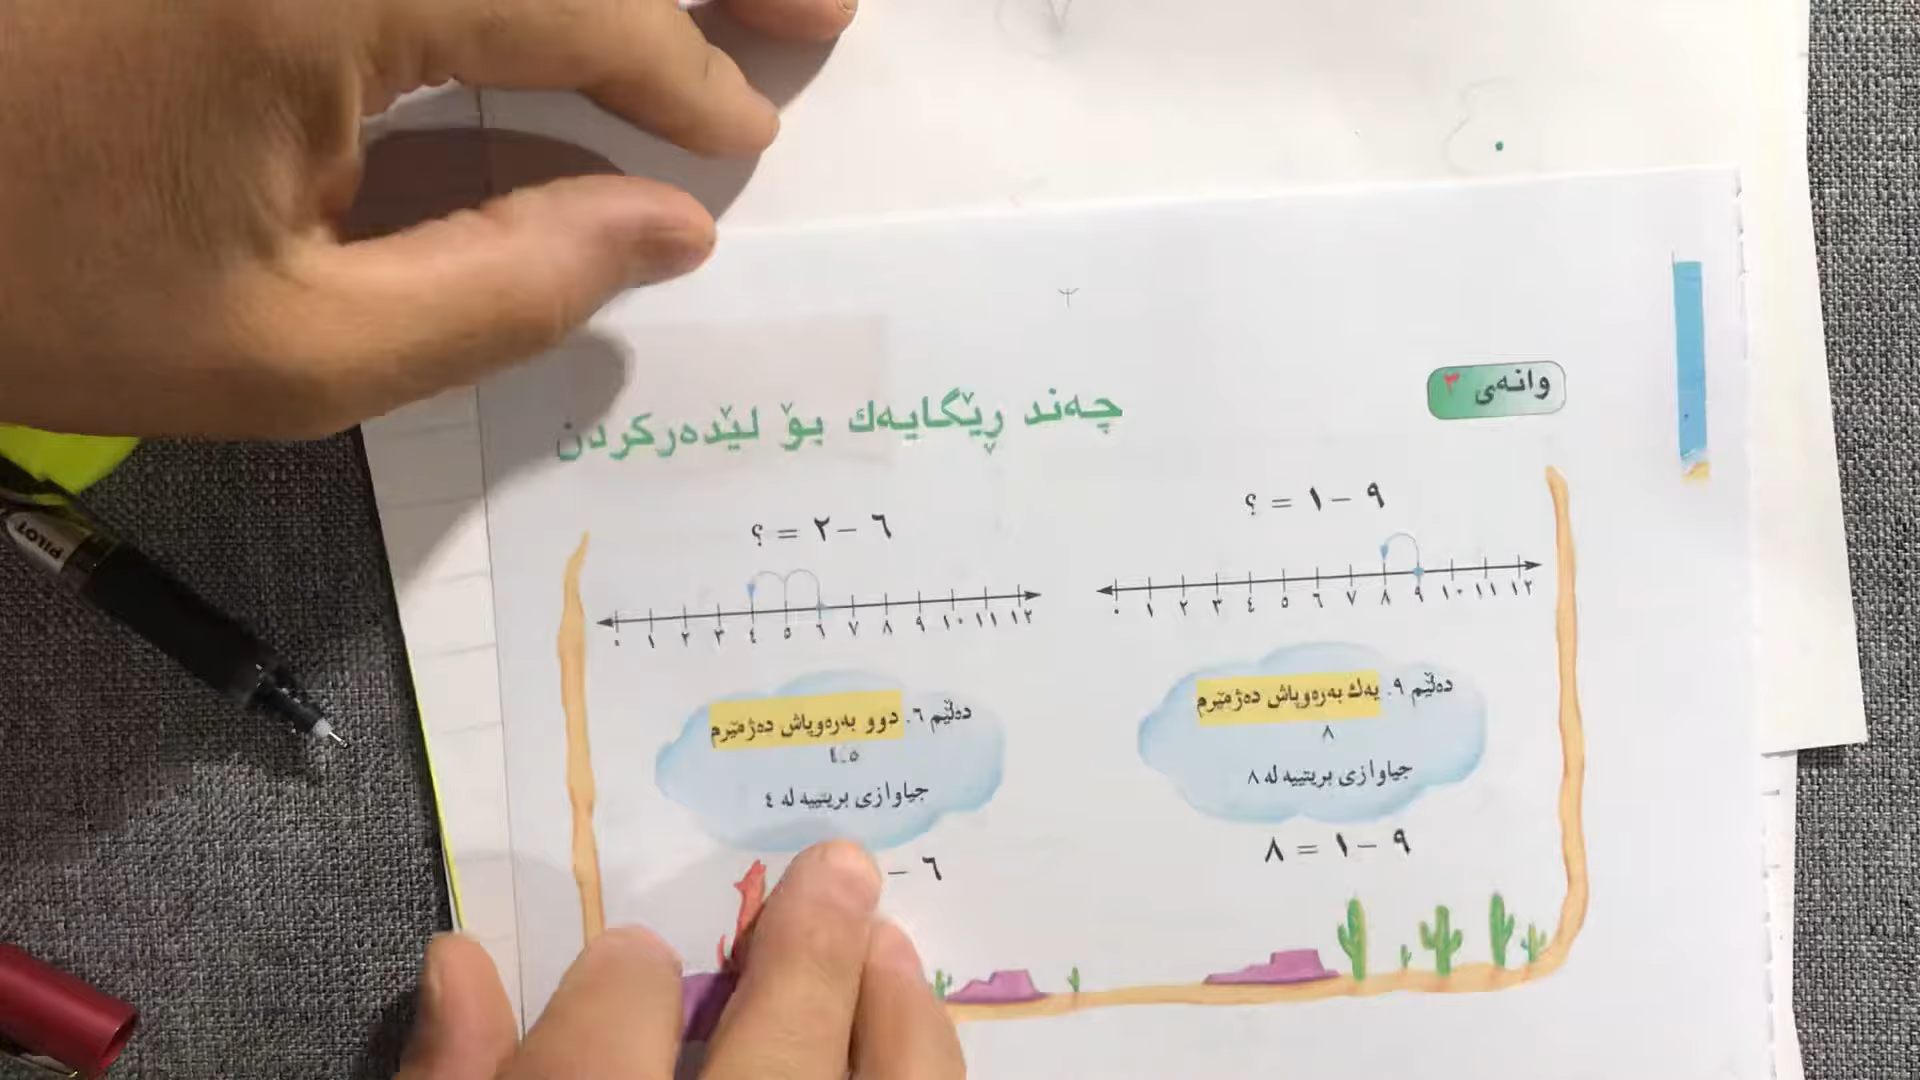 وانەی ٣
چەند ڕێگایەك بۆ لێدەرکردن
٩ – ١ = ؟
٠ ١ ٢ ٣ ٤ ٥ ٦ ٧ ٨ ٩ ١٠ ١١ ١٢
دەڵێم ٩. یەك بەرەوپاش دەژمێرم
٨
جیاوازی بریتییە لە ٨
٩ – ١ = ٨
٦ – ٢ = ؟
٠ ١ ٢ ٣ ٤ ٥ ٦ ٧ ٨ ٩ ١٠ ١١ ١٢
دەڵێم ٦. دوو بەرەوپاش دەژمێرم
٥.٤
جیاوازی بریتییە لە ٤
٦ –
PILOT